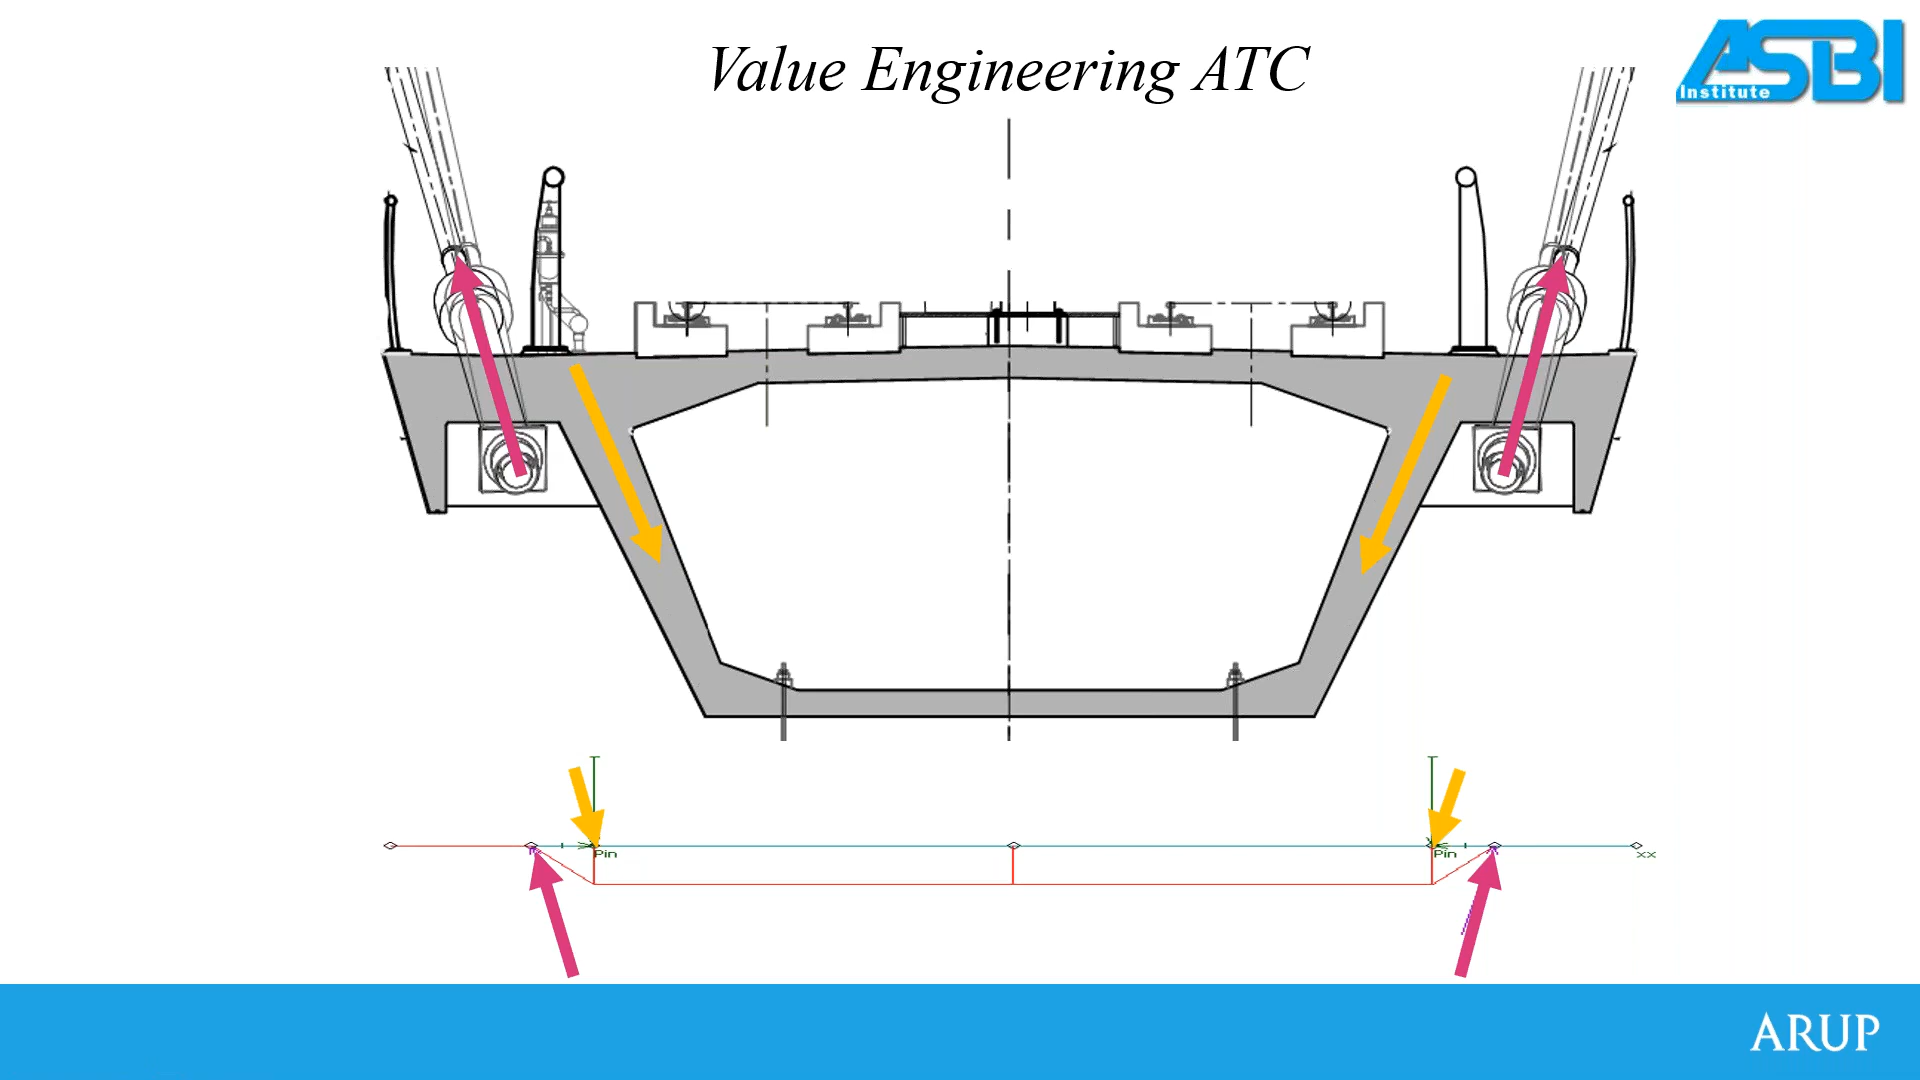 Value Engineering ATC
ASBI
Institute
Pin
Pin
xx
ARUP